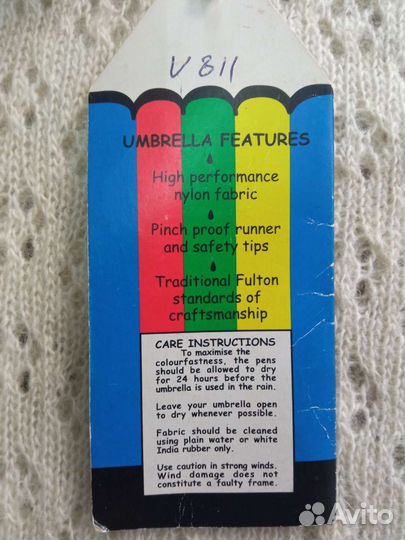 V 811
UMBRELLA FEATURES
High performance
nylon fabric
Pinch proof runner
and safety tips
Traditional Fulton
standards of
craftsmanship
CARE INSTRUCTIONS
To maximise the
colourfastness, the pens
should be allowed to dry
for 24 hours before the
umbrella is used in the rain.
Leave your umbrella open
to dry whenever possible.
Fabric should be cleaned
using plain water or white
India rubber only.
Use caution in strong winds.
Wind damage does not
constitute a faulty frame.
Avito